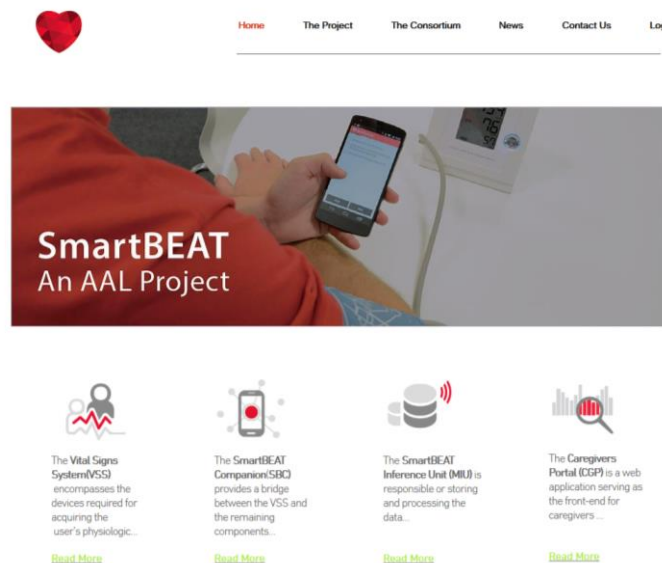 Home The Project The Consortium News Contact Us
SmartBEAT
An AAL Project
The Vital Signs
System(VSS)
encompasses the
devices required for
acquiring the
user's physiologic...
Read More
The SmartBEAT
Companion(SBC)
provides a bridge
between the VSS and
the remaining
components...
Read More
The SmartBEAT
Inference Unit (MIU) is
responsible or storing
and processing the
data...
Read More
The Caregivers
Portal (CGP) is a web
application serving as
the front-end for
caregivers ...
Read More